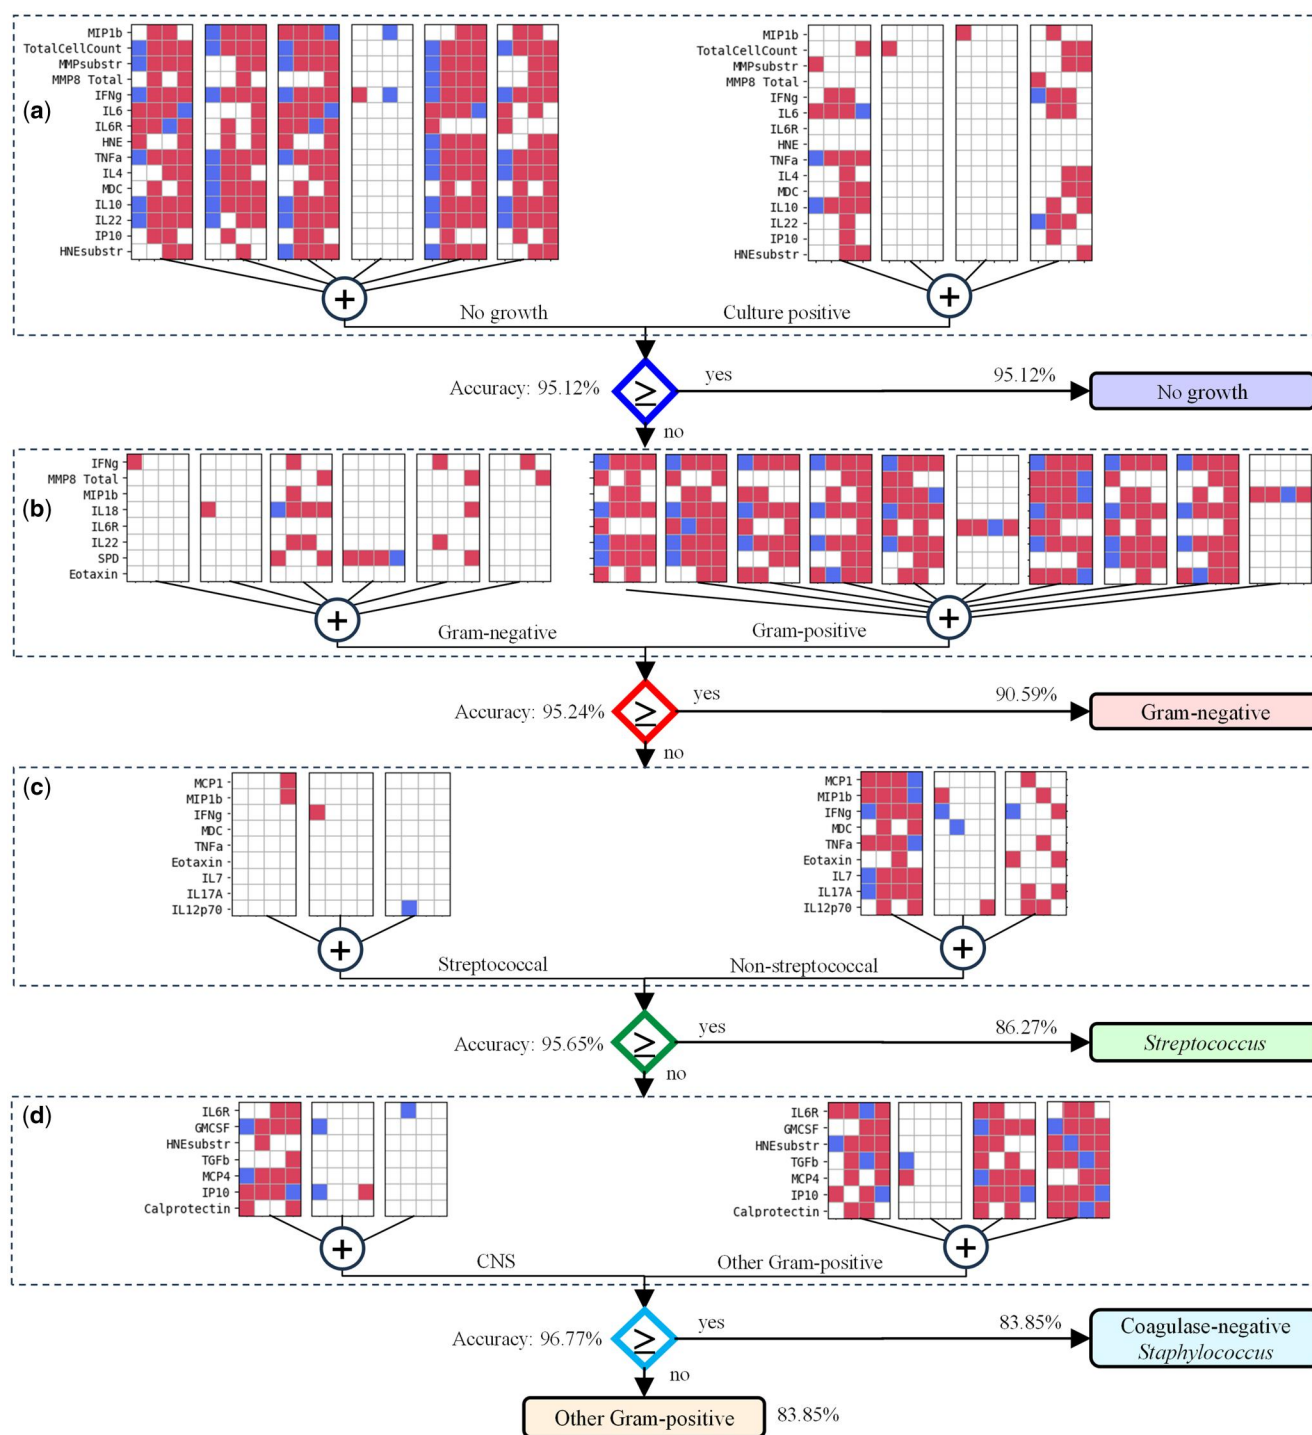 (a)
MIP1b
TotalCellCount
MMPsubstr
MMP8 Total
IFNg
IL6
IL6R
HNE
TNFa
IL4
MDC
IL10
IL22
IP10
HNEsubstr
MIP1b
TotalCellCount
MMPsubstr
MMP8 Total
IFNg
IL6
IL6R
HNE
TNFa
IL4
MDC
IL10
IL22
IP10
HNEsubstr
+
+
No growth
Culture positive
Accuracy: 95.12%
≥
yes
95.12%
No growth
no
(b)
IFNg
MMP8 Total
MIP1b
IL18
IL6R
IL22
SPD
Eotaxin
+
+
Gram-negative
Gram-positive
Accuracy: 95.24%
≥
yes
90.59%
Gram-negative
no
(c)
MCP1
MIP1b
IFNg
MDC
TNFa
Eotaxin
IL7
IL17A
IL12p70
MCP1
MIP1b
IFNg
MDC
TNFa
Eotaxin
IL7
IL17A
IL12p70
+
+
Streptococcal
Non-streptococcal
Accuracy: 95.65%
≥
yes
86.27%
Streptococcus
no
(d)
IL6R
GMCSF
HNEsubstr
TGFb
MCP4
IP10
Calprotectin
IL6R
GMCSF
HNEsubstr
TGFb
MCP4
IP10
Calprotectin
+
+
CNS
Other Gram-positive
Accuracy: 96.77%
≥
yes
83.85%
Coagulase-negative
Staphylococcus
no
Other Gram-positive
83.85%